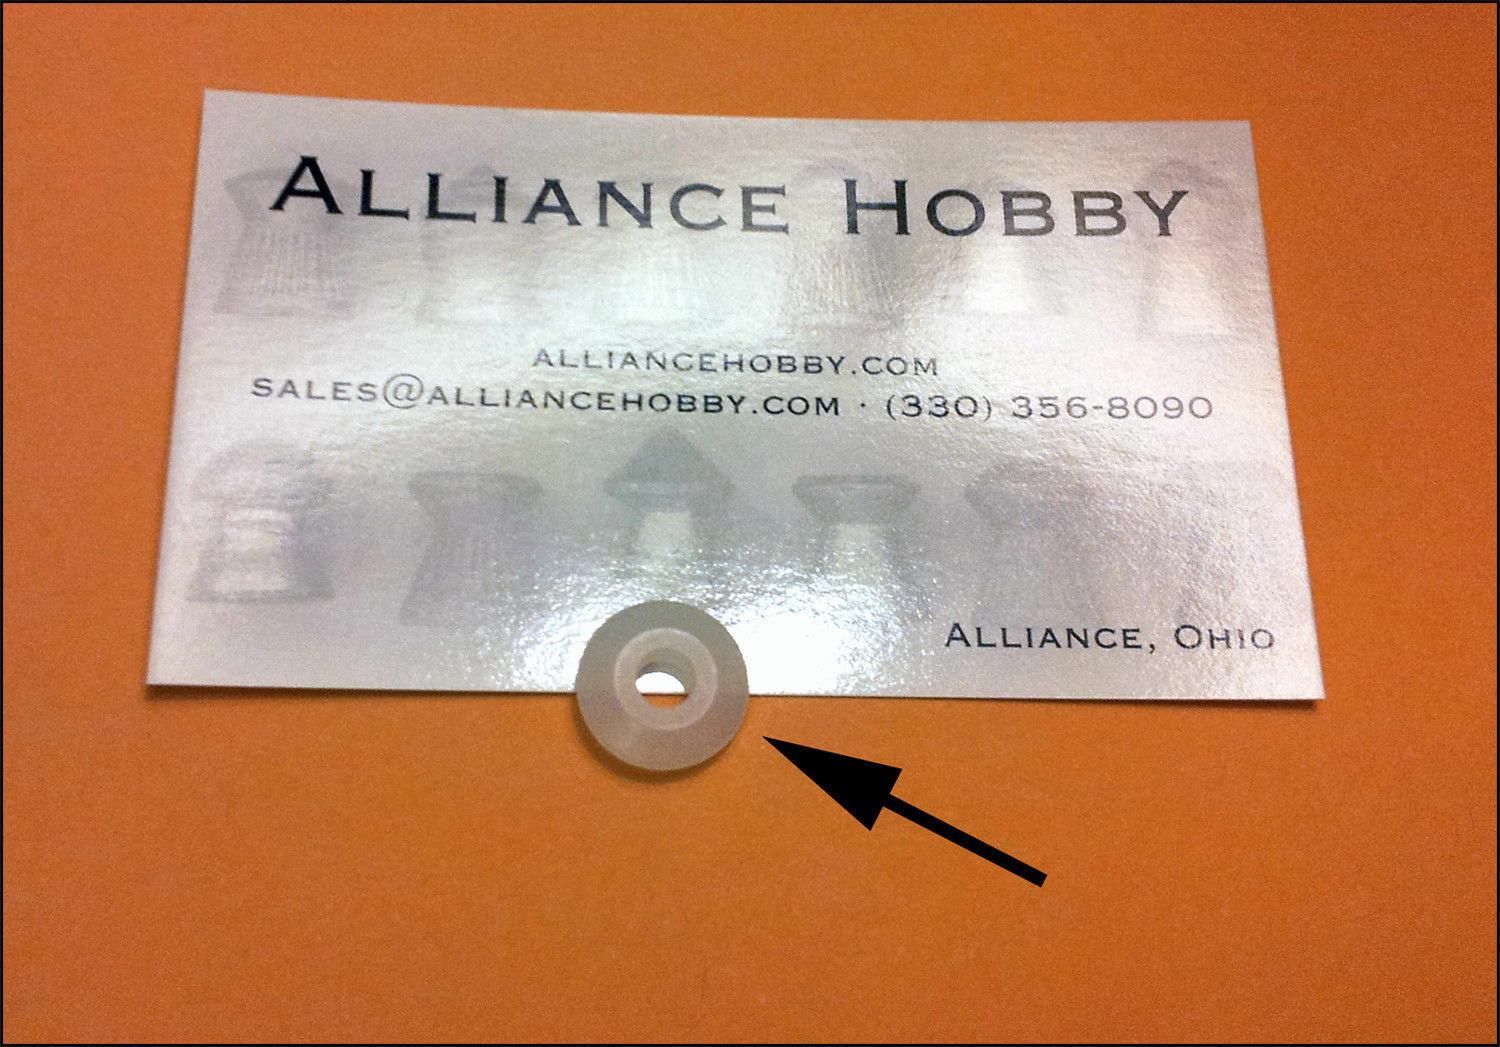 ALLIANCE HOBBY
ALLIANCEHOBBY.COM
SALES@ALLIANCEHOBBY.COM · (330) 356-8090
ALLIANCE, OHIO